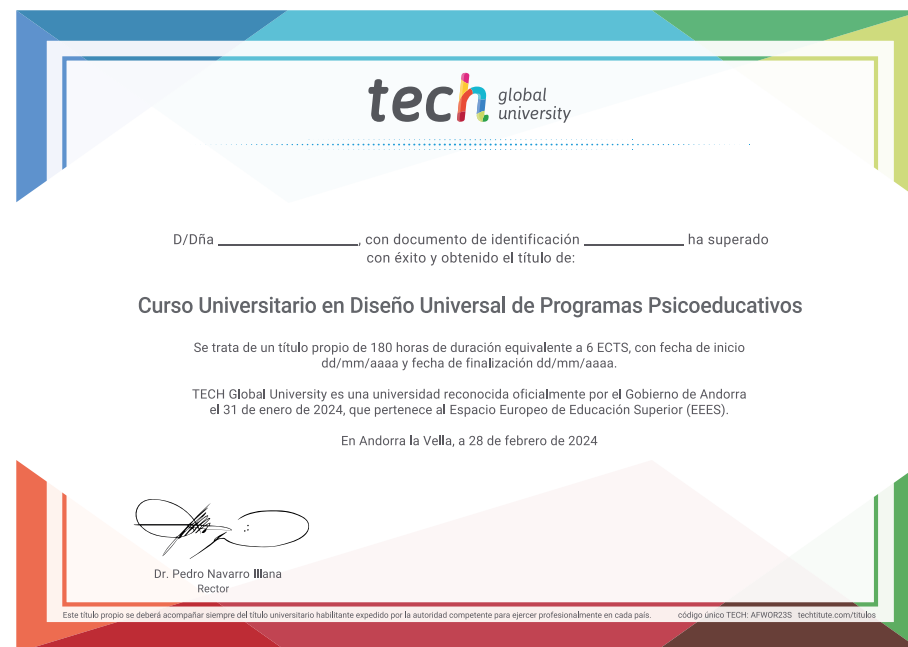 tech global university
D/Dña ____________________, con documento de identificación ______________ ha superado
con éxito y obtenido el título de:
Curso Universitario en Diseño Universal de Programas Psicoeducativos
Se trata de un título propio de 180 horas de duración equivalente a 6 ECTS, con fecha de inicio
dd/mm/aaaa y fecha de finalización dd/mm/aaaa.
TECH Global University es una universidad reconocida oficialmente por el Gobierno de Andorra
el 31 de enero de 2024, que pertenece al Espacio Europeo de Educación Superior (EEES).
En Andorra la Vella, a 28 de febrero de 2024
Dr. Pedro Navarro Illana
Rector
Este título propio se deberá acompañar siempre del título universitario habilitante expedido por la autoridad competente para ejercer profesionalmente en cada país. código único TECH: AFWOR23S techtitute.com/titulos